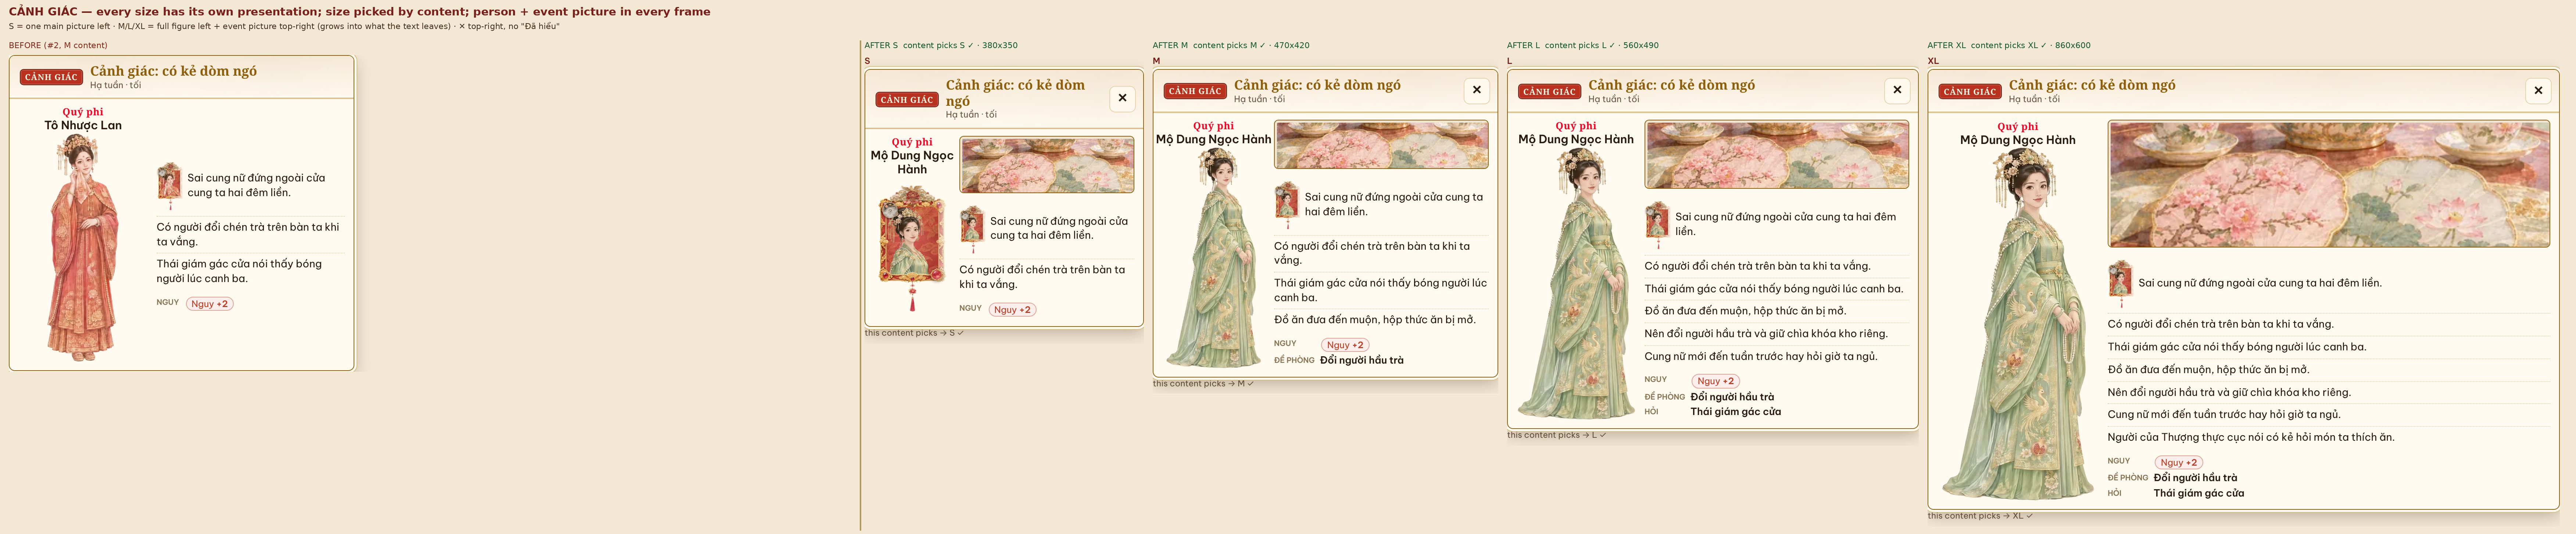 CẢNH GIÁC — every size has its own presentation; size picked by content; person + event picture in every frame
S = one main picture left · M/L/XL = full figure left + event picture top-right (grows into what the text leaves) · ✕ top-right, no "Đã hiểu"
BEFORE (#2, M content)
CẢNH GIÁC
Cảnh giác: có kẻ dòm ngó
Hạ tuần · tối
Quý phi
Tô Nhược Lan
Sai cung nữ đứng ngoài cửa
cung ta hai đêm liền.
Có người đổi chén trà trên bàn ta khi
ta vắng.
Thái giám gác cửa nói thấy bóng
người lúc canh ba.
NGUY Nguy +2
AFTER S content picks S ✓ · 380x350
S
CẢNH GIÁC
Cảnh giác: có kẻ dòm
ngó
Hạ tuần · tối
✕
Quý phi
Mộ Dung Ngọc
Hành
Sai cung nữ đứng ngoài cửa
cung ta hai đêm liền.
Có người đổi chén trà trên bàn ta
khi ta vắng.
NGUY Nguy +2
this content picks → S ✓
AFTER M content picks M ✓ · 470x420
M
CẢNH GIÁC
Cảnh giác: có kẻ dòm ngó
Hạ tuần · tối
✕
Quý phi
Mộ Dung Ngọc Hành
Sai cung nữ đứng ngoài cửa cung ta
hai đêm liền.
Có người đổi chén trà trên bàn ta khi ta
vắng.
Thái giám gác cửa nói thấy bóng người lúc
canh ba.
Đồ ăn đưa đến muộn, hộp thức ăn bị mở.
NGUY Nguy +2
ĐỀ PHÒNG Đổi người hầu trà
this content picks → M ✓
AFTER L content picks L ✓ · 560x490
L
CẢNH GIÁC
Cảnh giác: có kẻ dòm ngó
Hạ tuần · tối
✕
Quý phi
Mộ Dung Ngọc Hành
Sai cung nữ đứng ngoài cửa cung ta hai đêm
liền.
Có người đổi chén trà trên bàn ta khi ta vắng.
Thái giám gác cửa nói thấy bóng người lúc canh ba.
Đồ ăn đưa đến muộn, hộp thức ăn bị mở.
Nên đổi người hầu trà và giữ chìa khóa kho riêng.
Cung nữ mới đến tuần trước hay hỏi giờ ta ngủ.
NGUY Nguy +2
ĐỀ PHÒNG Đổi người hầu trà
HỎI Thái giám gác cửa
this content picks → L ✓
AFTER XL content picks XL ✓ · 860x600
XL
CẢNH GIÁC
Cảnh giác: có kẻ dòm ngó
Hạ tuần · tối
✕
Quý phi
Mộ Dung Ngọc Hành
Sai cung nữ đứng ngoài cửa cung ta hai đêm liền.
Có người đổi chén trà trên bàn ta khi ta vắng.
Thái giám gác cửa nói thấy bóng người lúc canh ba.
Đồ ăn đưa đến muộn, hộp thức ăn bị mở.
Nên đổi người hầu trà và giữ chìa khóa kho riêng.
Cung nữ mới đến tuần trước hay hỏi giờ ta ngủ.
Người của Thượng thực cục nói có kẻ hỏi món ta thích ăn.
NGUY Nguy +2
ĐỀ PHÒNG Đổi người hầu trà
HỎI Thái giám gác cửa
this content picks → XL ✓